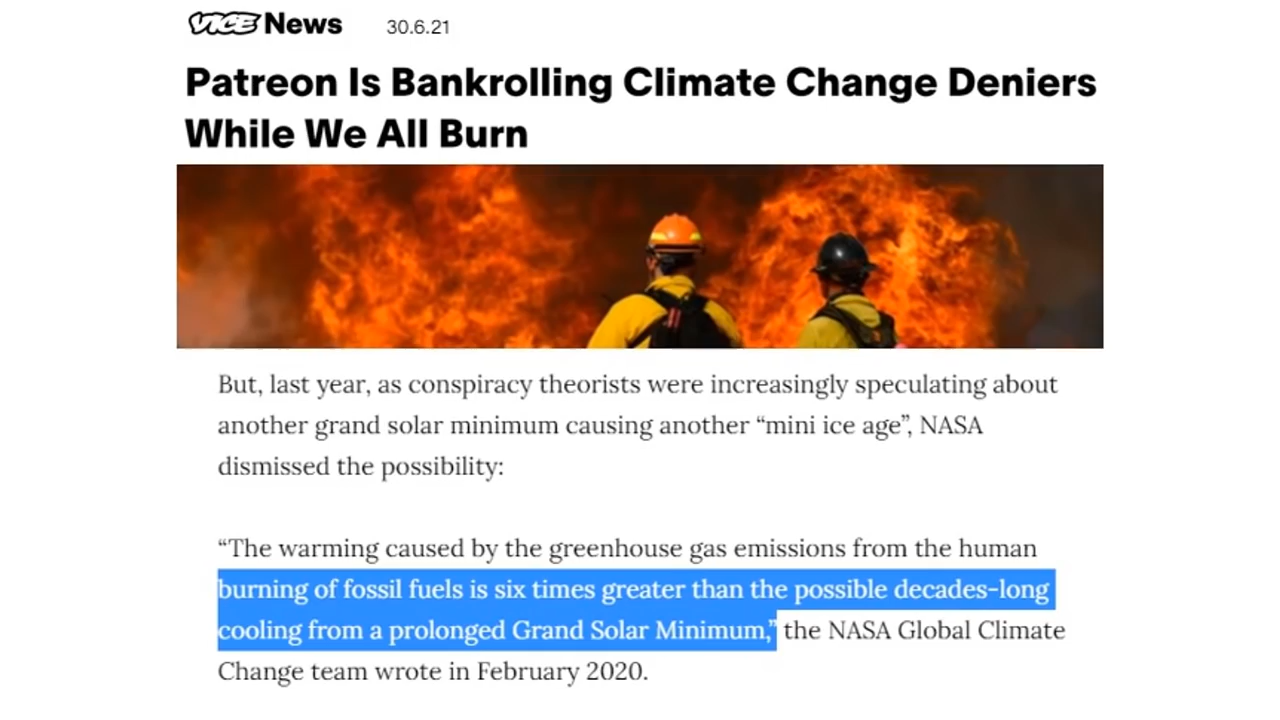 VICE News 30.6.21
Patreon Is Bankrolling Climate Change Deniers
While We All Burn
But, last year, as conspiracy theorists were increasingly speculating about
another grand solar minimum causing another “mini ice age”, NASA
dismissed the possibility:
“The warming caused by the greenhouse gas emissions from the human
burning of fossil fuels is six times greater than the possible decades-long
cooling from a prolonged Grand Solar Minimum,” the NASA Global Climate
Change team wrote in February 2020.